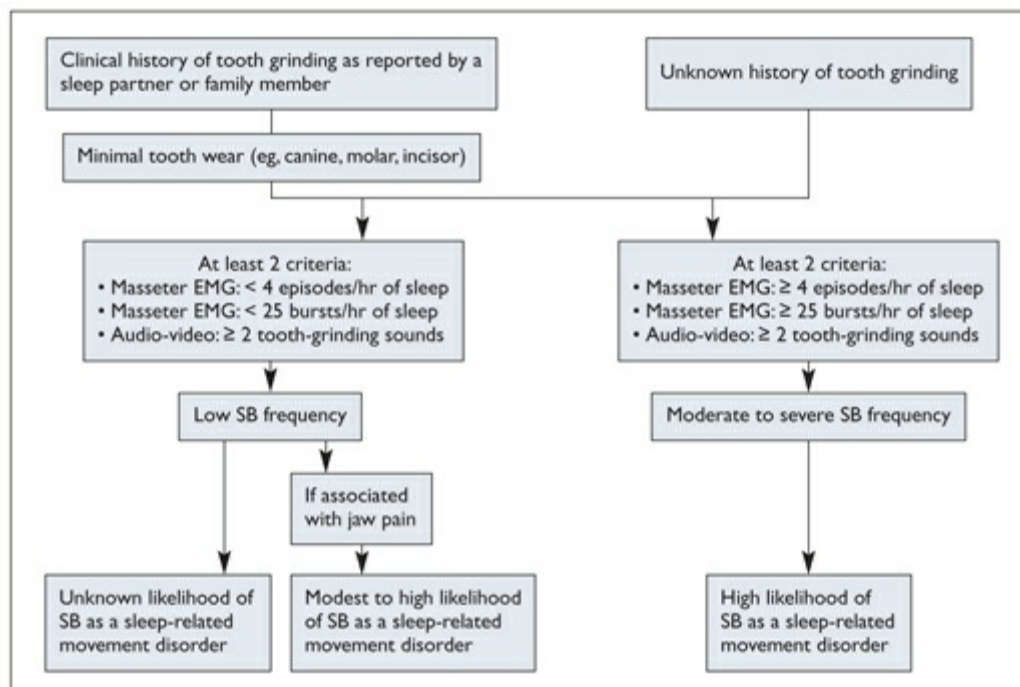 Clinical history of tooth grinding as reported by a
sleep partner or family member
Unknown history of tooth grinding
Minimal tooth wear (eg, canine, molar, incisor)
At least 2 criteria:
• Masseter EMG: < 4 episodes/hr of sleep
• Masseter EMG: < 25 bursts/hr of sleep
• Audio-video: ≥ 2 tooth-grinding sounds
At least 2 criteria:
• Masseter EMG: ≥ 4 episodes/hr of sleep
• Masseter EMG: ≥ 25 bursts/hr of sleep
• Audio-video: ≥ 2 tooth-grinding sounds
Low SB frequency
Moderate to severe SB frequency
If associated
with jaw pain
Unknown likelihood of
SB as a sleep-related
movement disorder
Modest to high likelihood
of SB as a sleep-related
movement disorder
High likelihood of
SB as a sleep-related
movement disorder